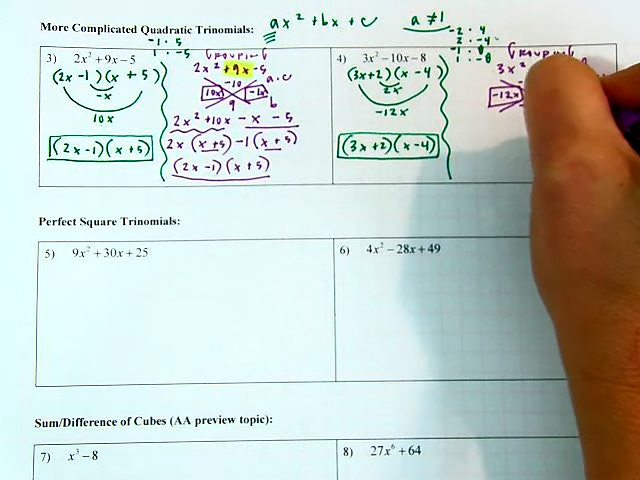 More Complicated Quadratic Trinomials: ax² + bx + c a ≠ 1
-1 : 5
1 : -5
-2 : 4
2 : -4
-1 : 8
1 : -8
3) 2x² + 9x − 5
(2x - 1)(x + 5)
-x
10x
(2x-1)(x+5)
Grouping
2x² + 9x - 5
-10
a·c
10x
-1x
9
b
2x² + 10x - x - 5
2x (x+5) -1(x+5)
(2x-1)(x+5)
4) 3x² − 10x − 8
(3x+2)(x - 4)
2x
-12x
(3x+2)(x-4)
Grouping
3x²
-12x
Perfect Square Trinomials:
5) 9x² + 30x + 25
6) 4x² − 28x + 49
Sum/Difference of Cubes (AA preview topic):
7) x³ − 8
8) 27x⁶ + 64